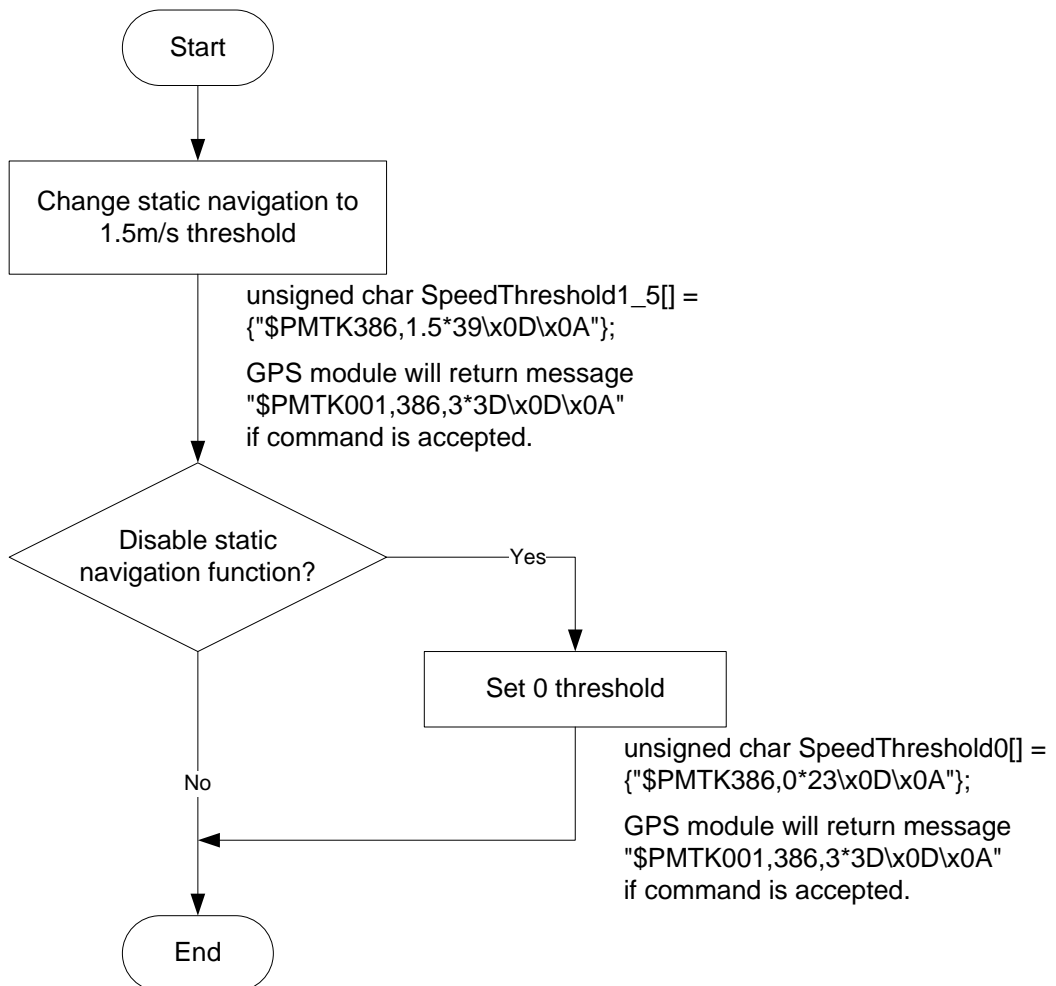 Start
Change static navigation to
1.5m/s threshold
unsigned char SpeedThreshold1_5[] =
{"$PMTK386,1.5*39\x0D\x0A"};
GPS module will return message
"$PMTK001,386,3*3D\x0D\x0A"
if command is accepted.
Disable static
navigation function?
Yes
Set 0 threshold
unsigned char SpeedThreshold0[] =
{"$PMTK386,0*23\x0D\x0A"};
No
GPS module will return message
"$PMTK001,386,3*3D\x0D\x0A"
if command is accepted.
End